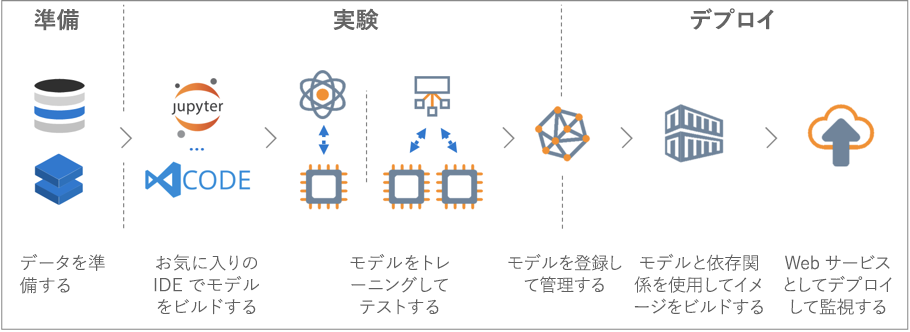 準備
実験
デプロイ
jupyter
...
CODE
データを準
備する
お気に入りの
IDE でモデル
をビルドする
モデルをトレ
ーニングして
テストする
モデルを登録し
て管理する
モデルと依存関
係を使用してイメ
ージをビルドする
Web サービス
としてデプロイ
して監視する